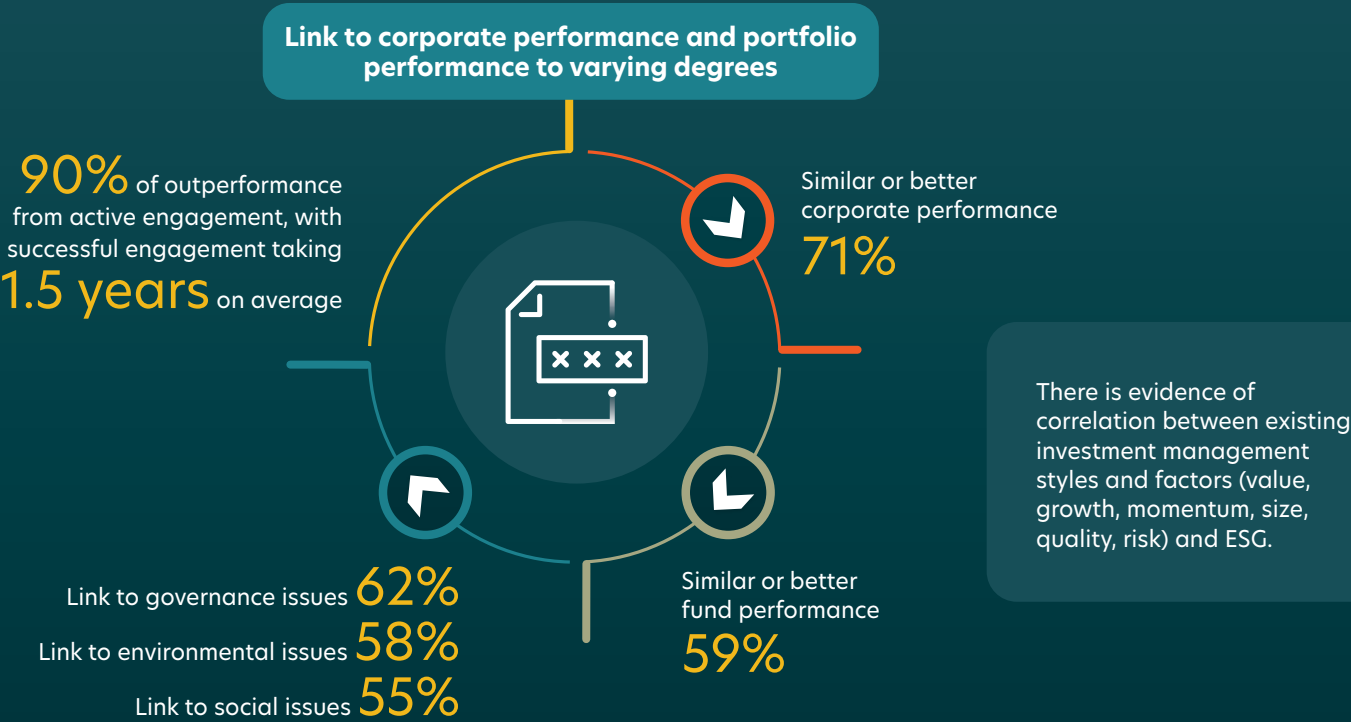 Link to corporate performance and portfolio
performance to varying degrees
90% of outperformance
from active engagement, with
successful engagement taking
1.5 years on average
Similar or better
corporate performance
71%
There is evidence of
correlation between existing
investment management
styles and factors (value,
growth, momentum, size,
quality, risk) and ESG.
Similar or better
fund performance
59%
Link to governance issues 62%
Link to environmental issues 58%
Link to social issues 55%